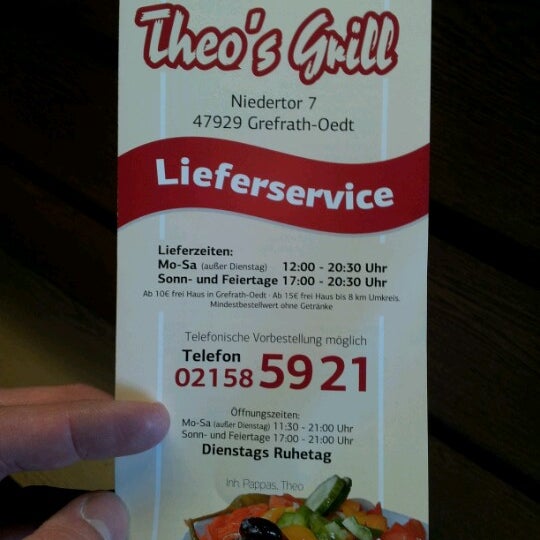 Theo's Grill
Niedertor 7
47929 Grefrath-Oedt
Lieferservice
Lieferzeiten:
Mo-Sa (außer Dienstag) 12:00 - 20:30 Uhr
Sonn- und Feiertage 17:00 - 20:30 Uhr
Ab 10€ frei Haus in Grefrath-Oedt · Ab 15€ frei Haus bis 8 km Umkreis.
Mindestbestellwert ohne Getränke
Telefonische Vorbestellung möglich
Telefon
02158 5921
Öffnungszeiten:
Mo-Sa (außer Dienstag) 11:30 - 21:00 Uhr
Sonn- und Feiertage 17:00 - 21:00 Uhr
Dienstags Ruhetag
Inh. Pappas, Theo